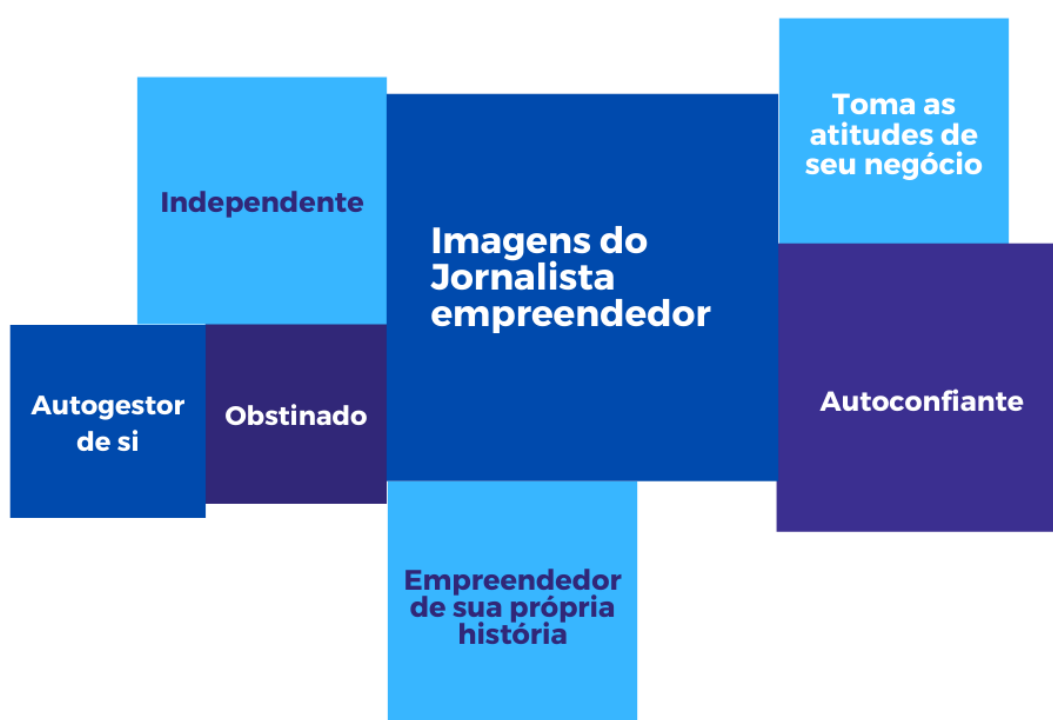 Toma as
atitudes de
seu negócio
Independente
Imagens do
Jornalista
empreendedor
Autogestor
de si
Obstinado
Autoconfiante
Empreendedor
de sua própria
história